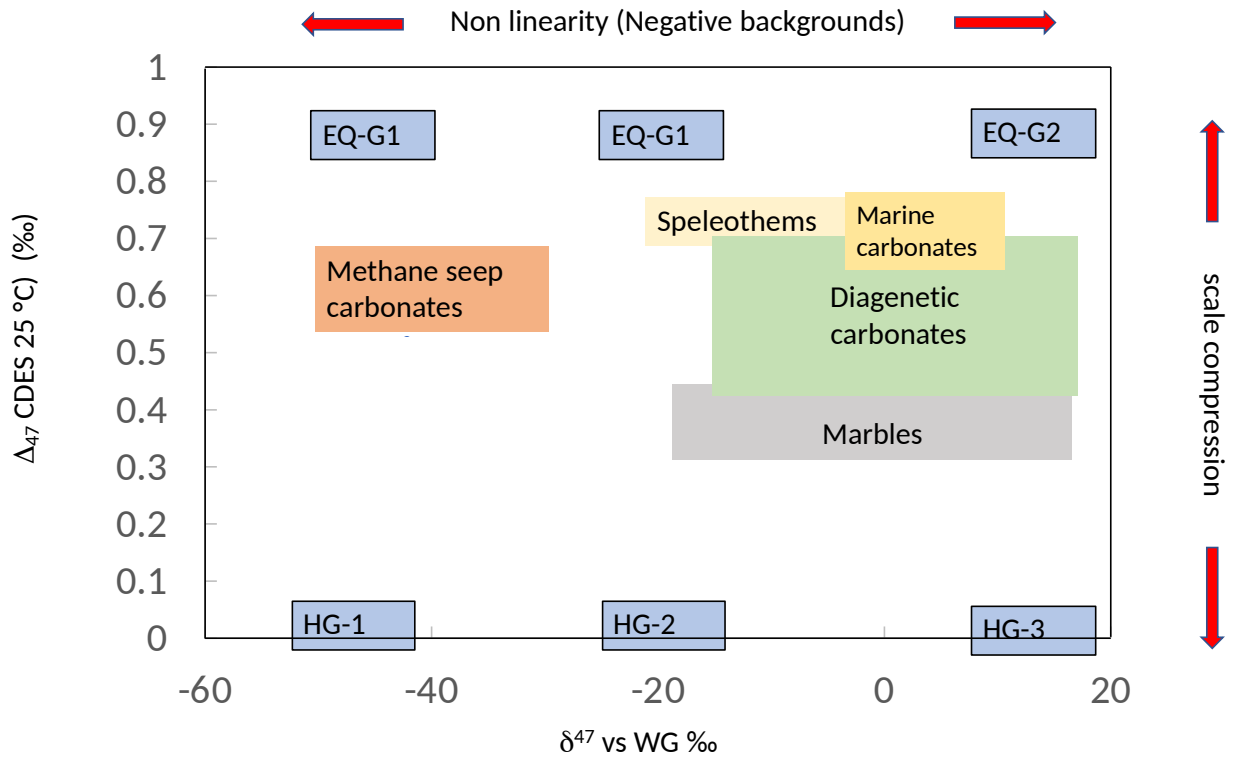 Non linearity (Negative backgrounds)
1
0.9
0.8
0.7
0.6
0.5
0.4
0.3
0.2
0.1
0
Δ47 CDES 25 °C) (‰)
EQ-G1
EQ-G1
EQ-G2
Speleothems
Marine
carbonates
Methane seep
carbonates
Diagenetic
carbonates
Marbles
HG-1
HG-2
HG-3
scale compression
-60
-40
-20
0
20
δ47 vs WG ‰